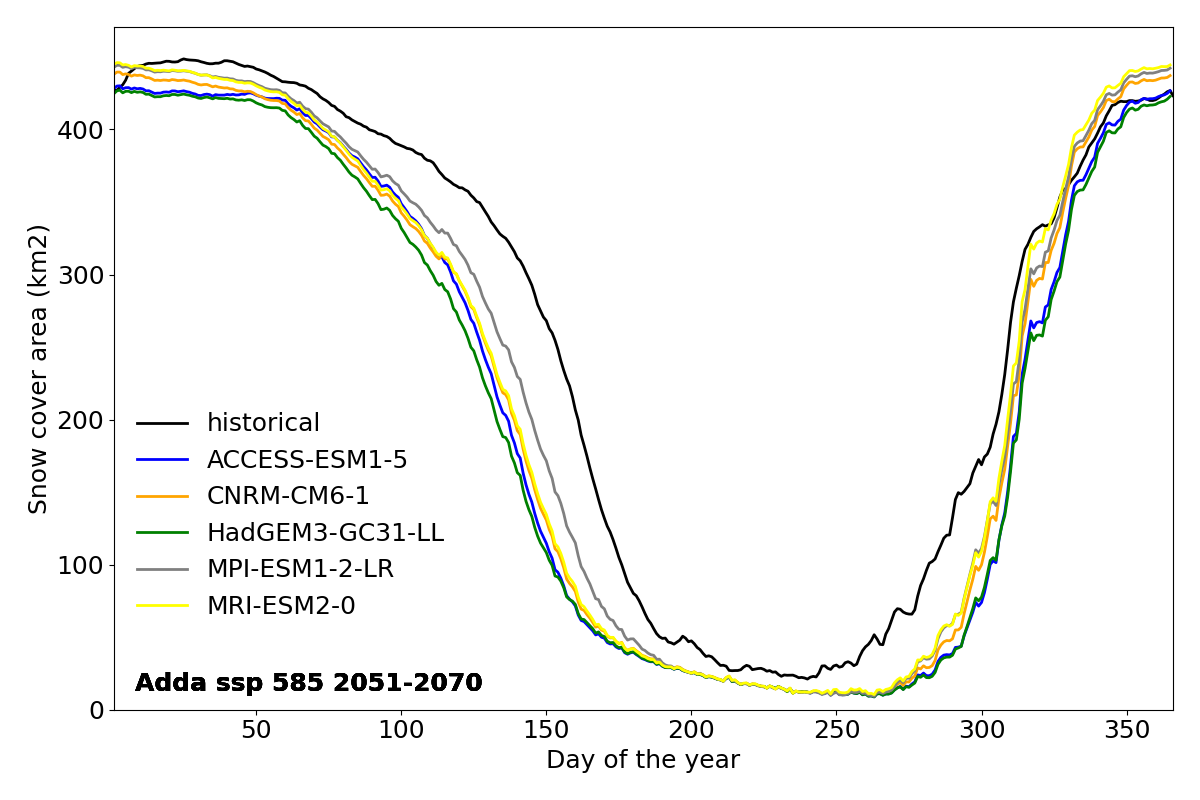 400
300
200
100
0
Snow cover area (km2)
historical
ACCESS-ESM1-5
CNRM-CM6-1
HadGEM3-GC31-LL
MPI-ESM1-2-LR
MRI-ESM2-0
Adda ssp 585 2051-2070
50 100 150 200 250 300 350
Day of the year